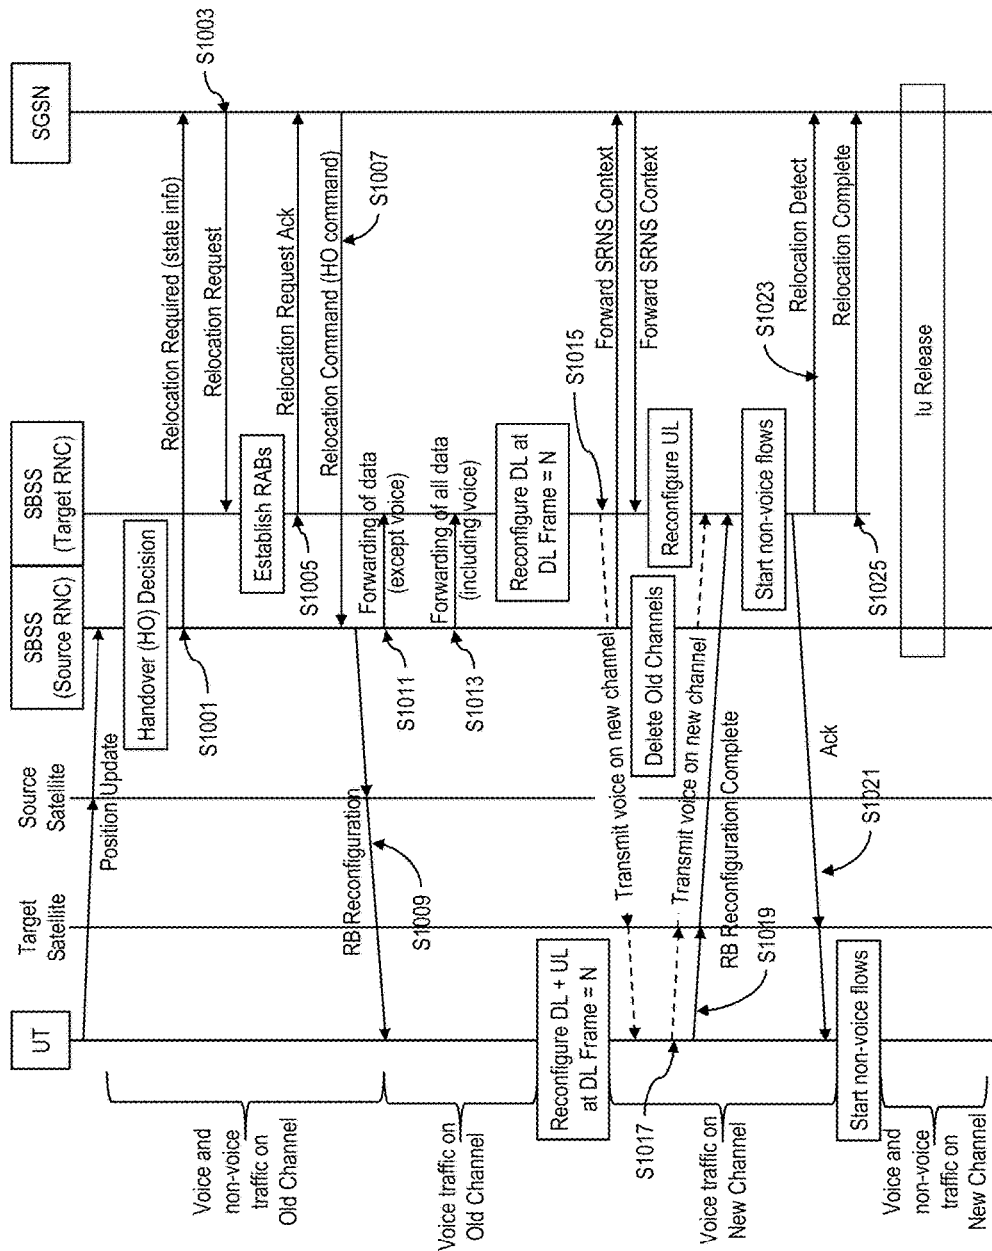 UT
Target
Satellite
Source
Satellite
SBSS
(Source RNC)
SBSS
(Target RNC)
SGSN
Voice and
non-voice
traffic on
Old Channel
Position Update
Handover (HO) Decision
S1001
Relocation Required (state info)
S1003
Relocation Request
Establish RABs
S1005
Relocation Request Ack
Relocation Command (HO command)
S1007
RB Reconfiguration
S1009
Voice traffic on
Old Channel
S1011
Forwarding of data
(except voice)
S1013
Forwarding of all data
(including voice)
Reconfigure DL + UL
at DL Frame = N
Reconfigure DL at
DL Frame = N
S1015
Transmit voice on new channel
Forward SRNS Context
Forward SRNS Context
Delete Old Channels
Reconfigure UL
S1017
Transmit voice on new channel
Voice traffic on
New Channel
S1019
RB Reconfiguration Complete
Start non-voice flows
Ack
S1021
S1023
Relocation Detect
Start non-voice flows
S1025
Relocation Complete
Voice and
non-voice
traffic on
New Channel
Iu Release